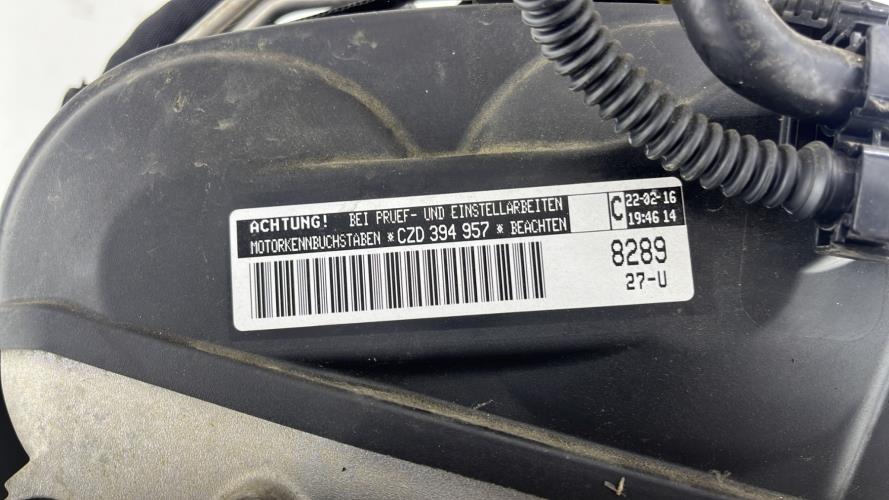 ACHTUNG! BEI PRUEF- UND EINSTELLARBEITEN
MOTORKENNBUCHSTABEN *CZD 394 957* BEACHTEN
C 22-02-16
19:46 14
8289
27-U